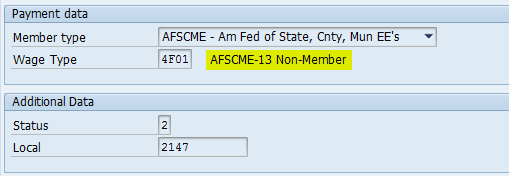 Payment data
Member type AFSCME - Am Fed of State, Cnty, Mun EE's
Wage Type 4F01 AFSCME-13 Non-Member
Additional Data
Status 2
Local 2147